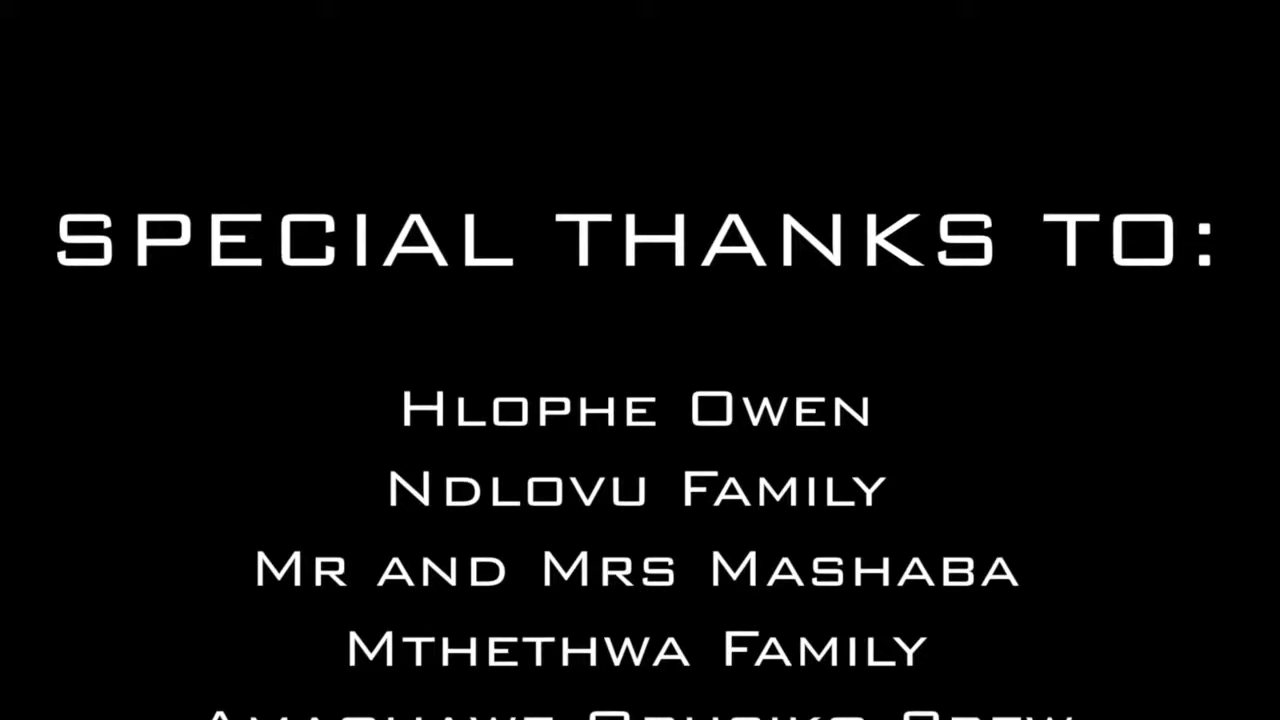 SPECIAL THANKS TO:
HLOPHE OWEN
NDLOVU FAMILY
MR AND MRS MASHABA
MTHETHWA FAMILY